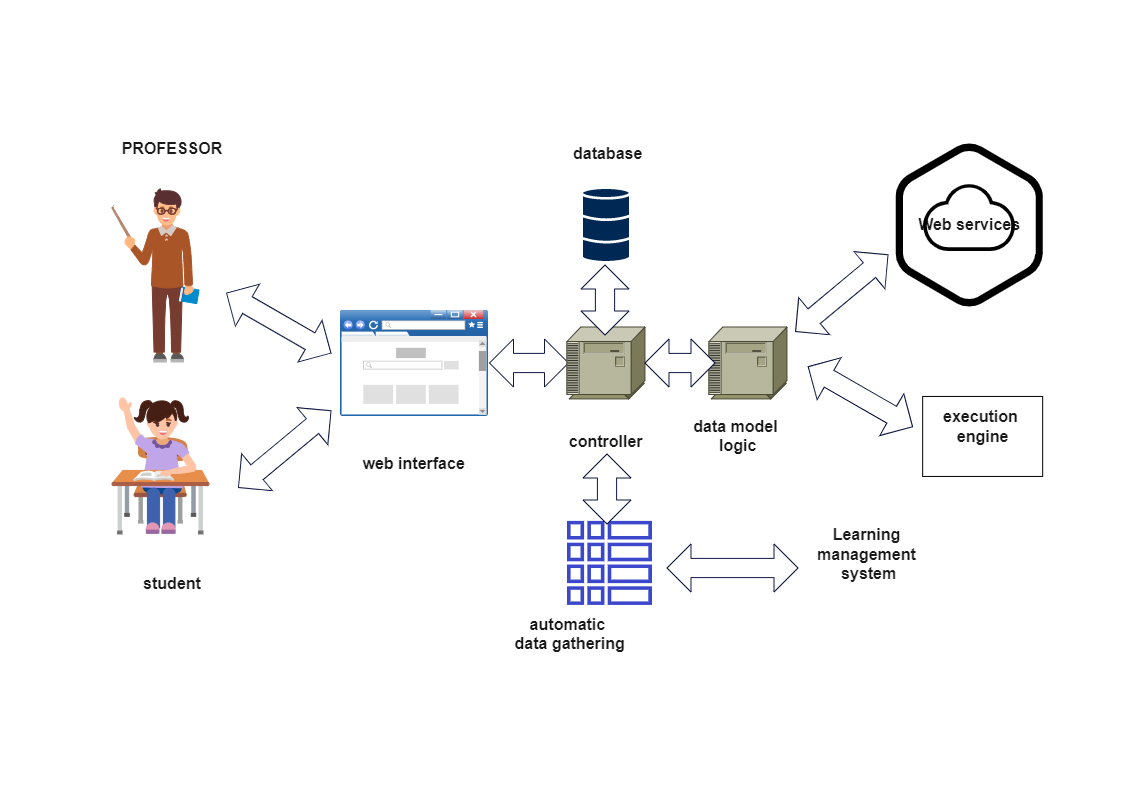 PROFESSOR
database
Web services
execution
engine
data model
logic
controller
web interface
Learning
management
system
student
automatic
data gathering